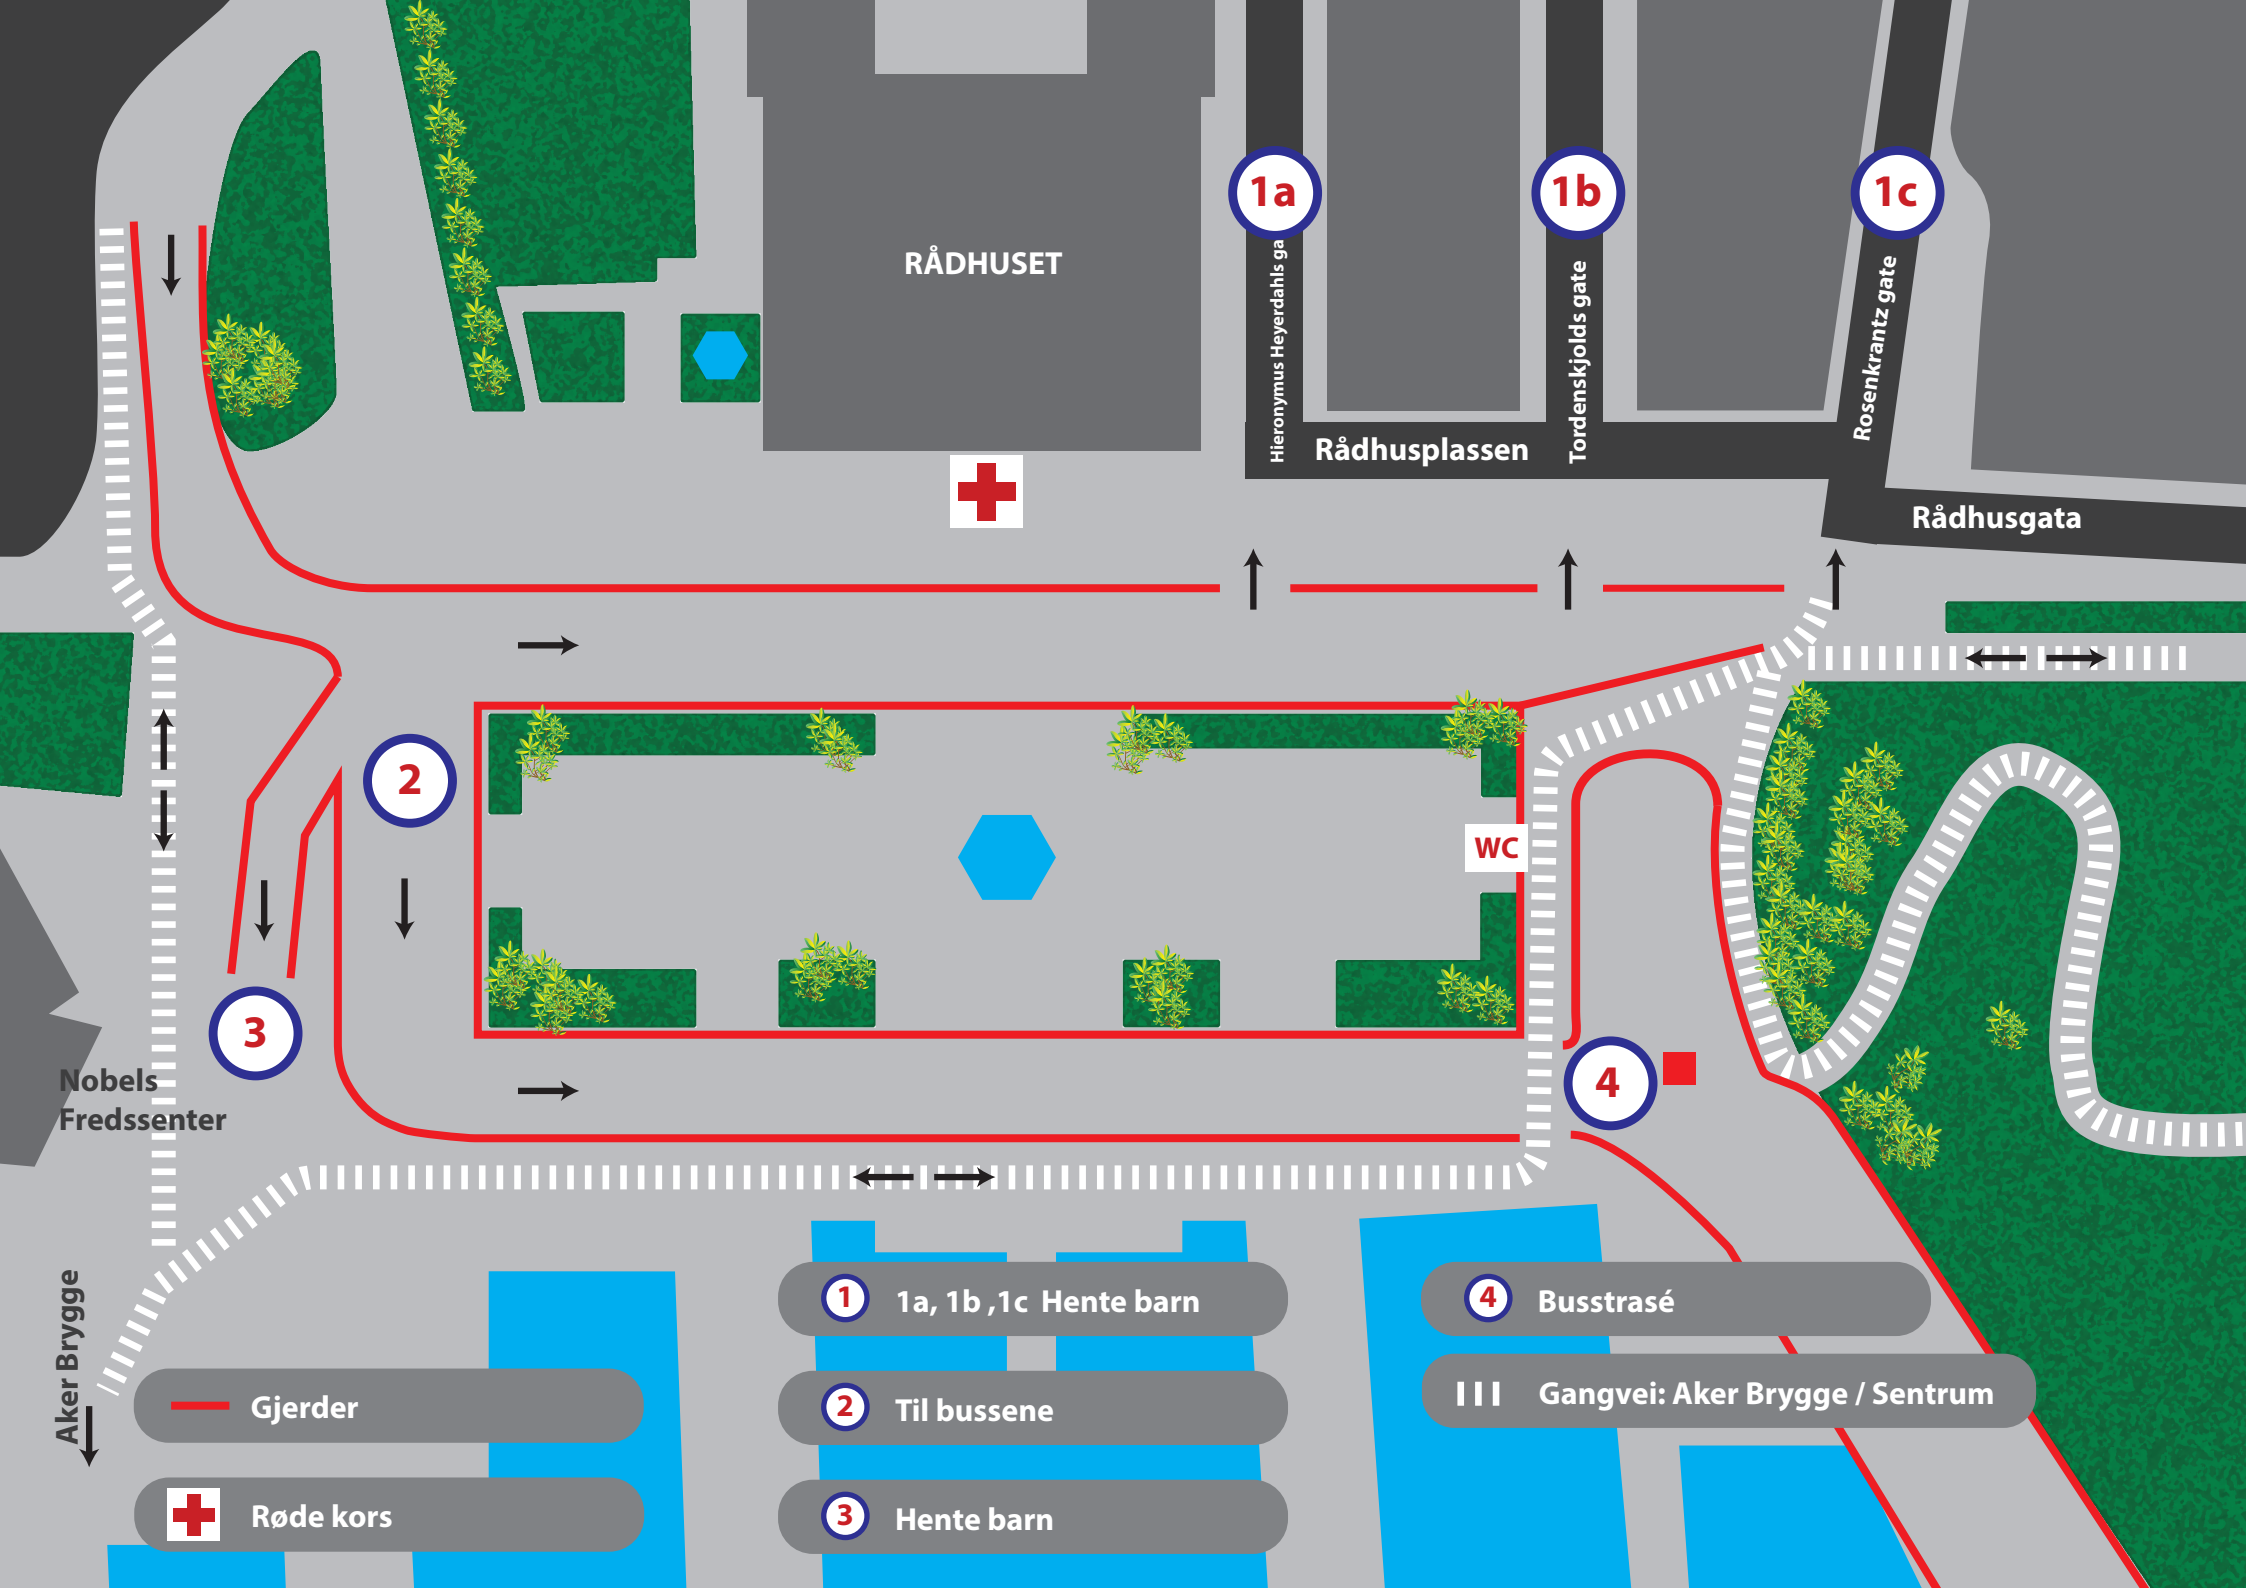 1a
1b
1c
RÅDHUSET
Hieronymus Heyerdahls ga
Tordenskjolds gate
Rosenkrantz gate
Rådhusplassen
Rådhusgata
2
WC
3
4
Nobels
Fredssenter
Aker Brygge
1 1a, 1b ,1c Hente barn
4 Busstrasé
Gjerder
2 Til bussene
Gangvei: Aker Brygge / Sentrum
Røde kors
3 Hente barn